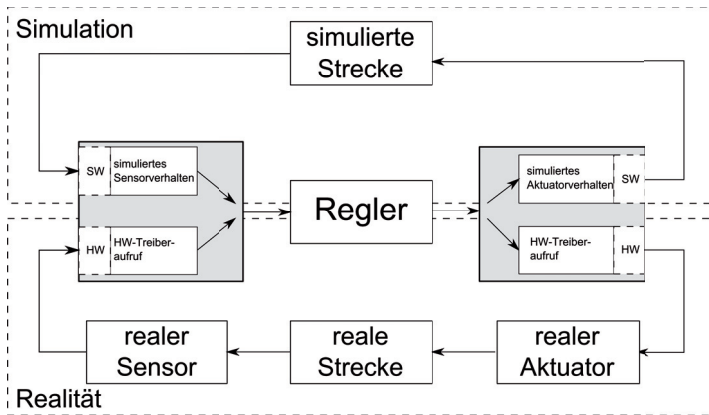 Simulation
simulierte
Strecke
SW
simuliertes
Sensorverhalten
HW
HW-Treiber-
aufruf
Regler
simuliertes
Aktuatorverhalten
SW
HW-Treiber-
aufruf
HW
realer
Sensor
reale
Strecke
realer
Aktuator
Realität